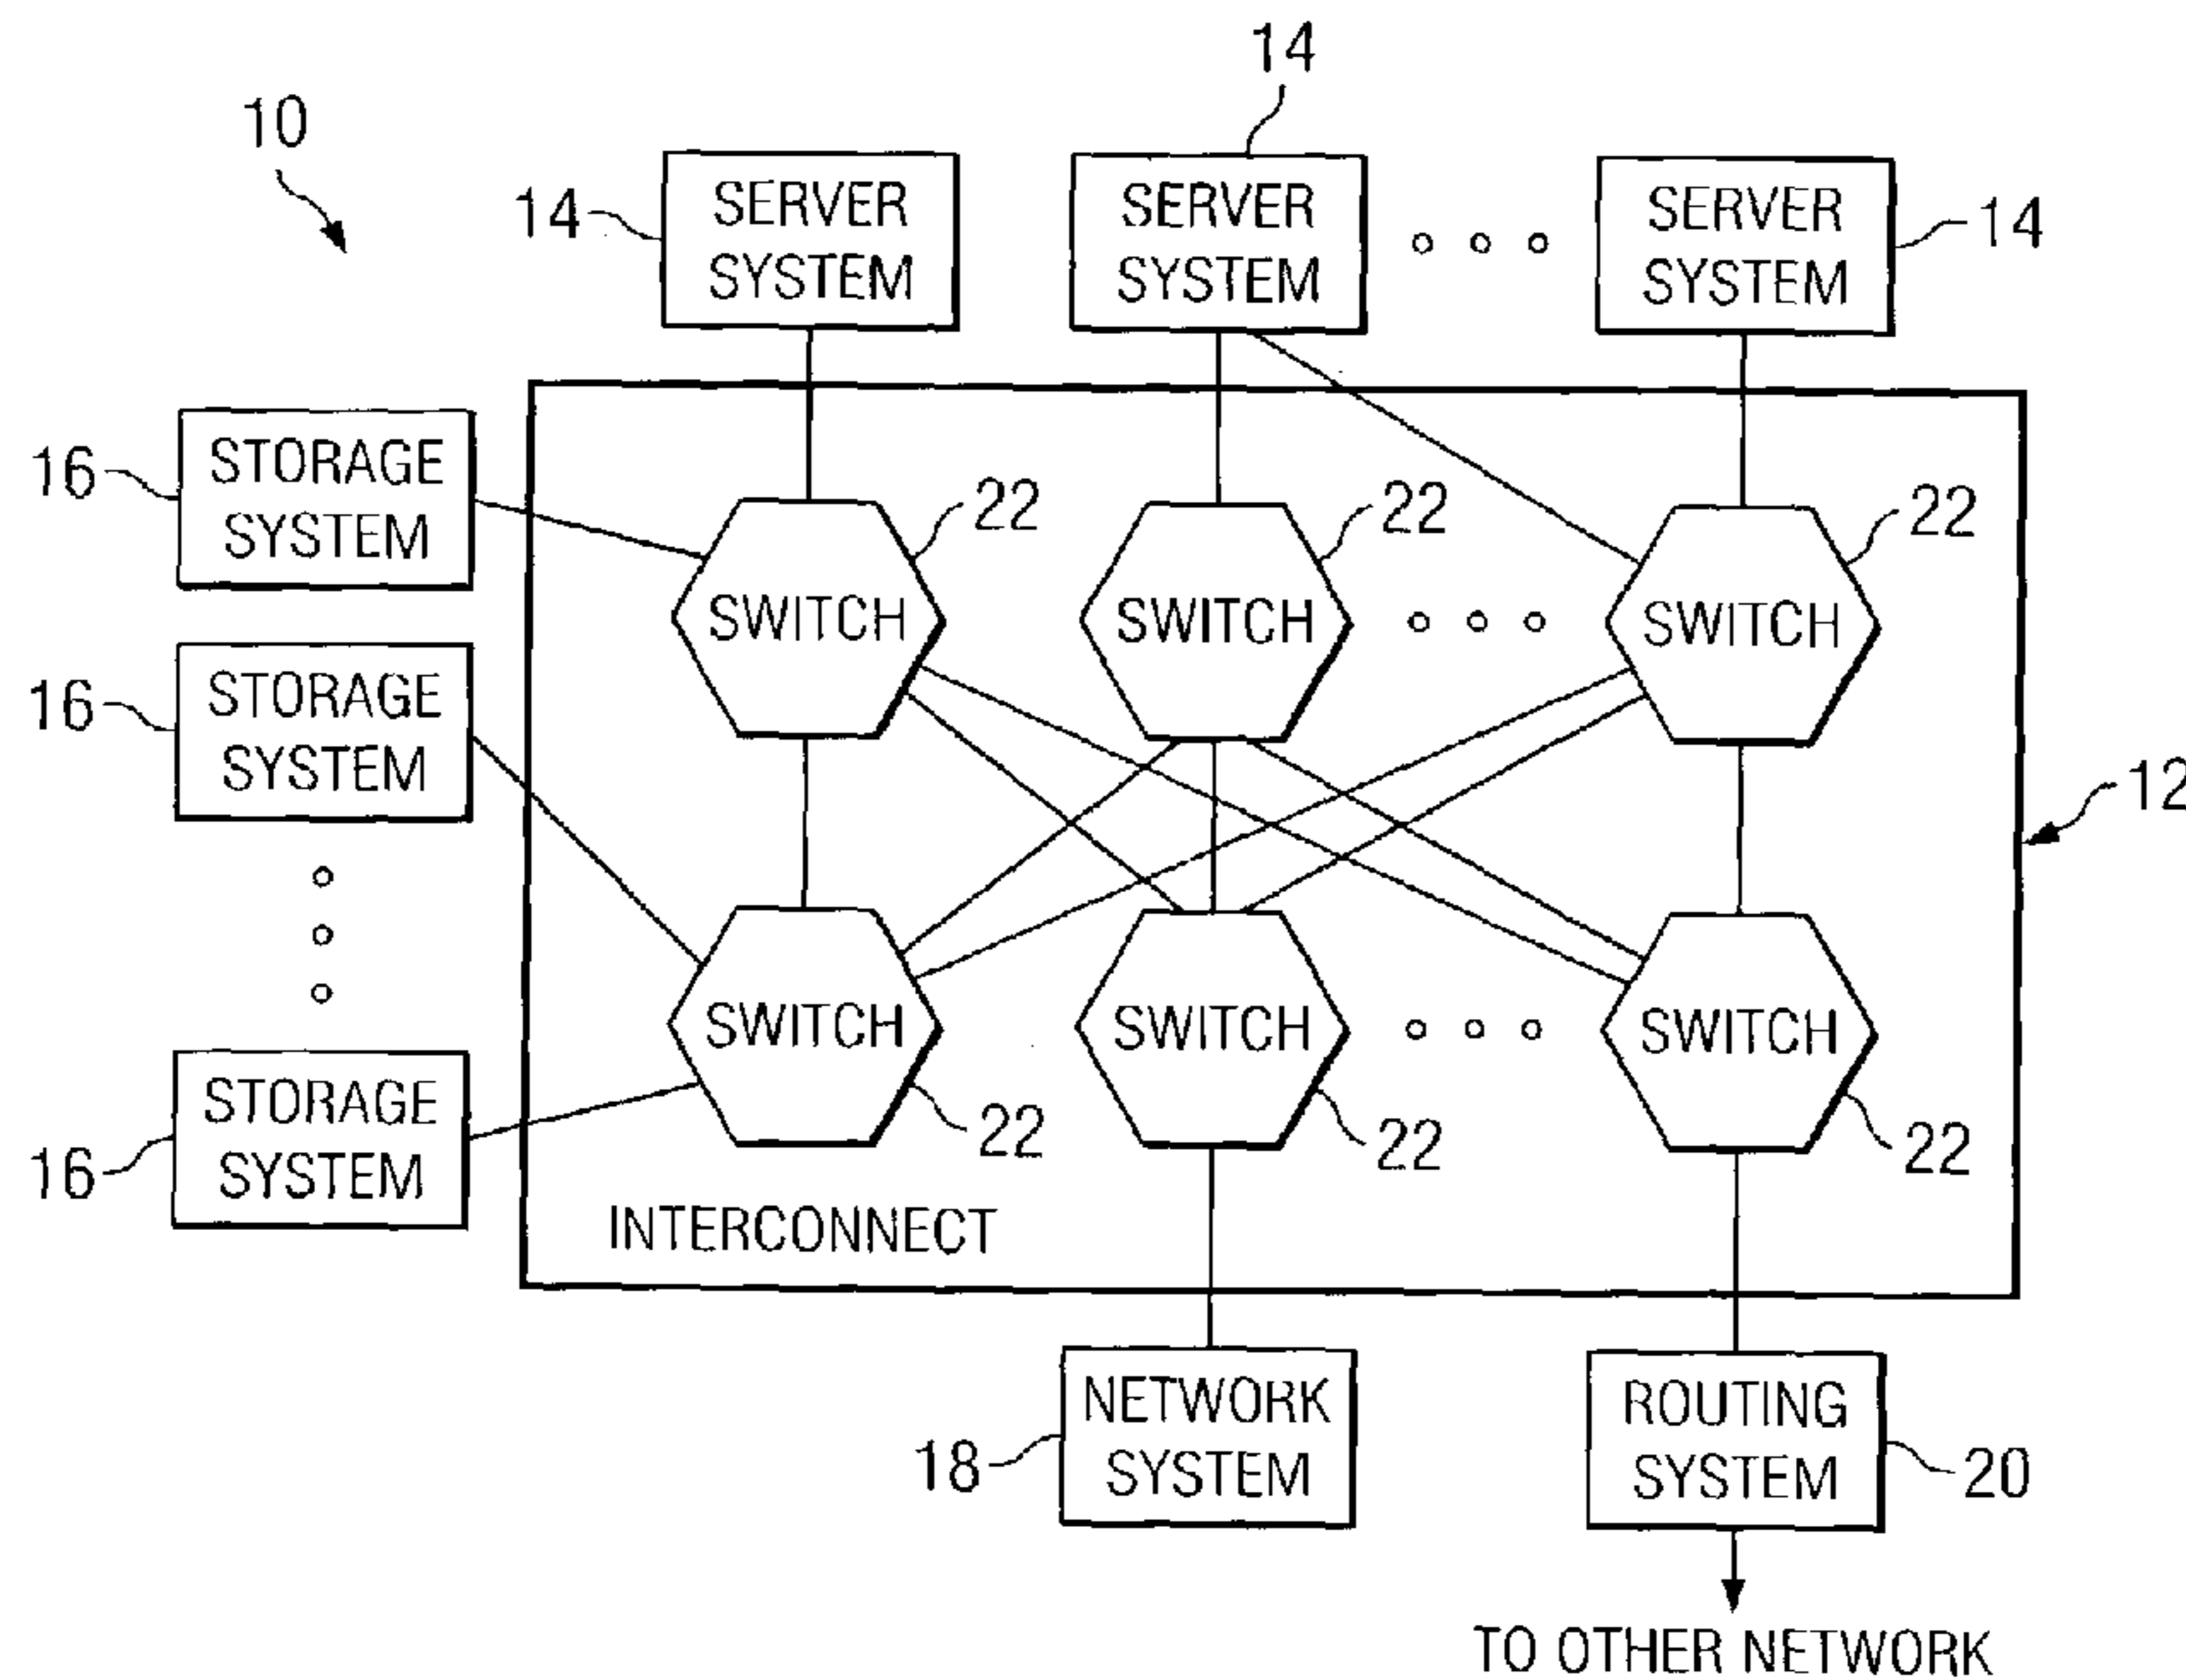 14
10
14
SERVER
SYSTEM
SERVER
SYSTEM
SERVER
SYSTEM
14
16
STORAGE
SYSTEM
22
22
22
SWITCH
SWITCH
SWITCH
16
STORAGE
SYSTEM
12
SWITCH
SWITCH
SWITCH
16
STORAGE
SYSTEM
22
22
22
INTERCONNECT
18
NETWORK
SYSTEM
ROUTING
SYSTEM
20
TO OTHER NETWORK